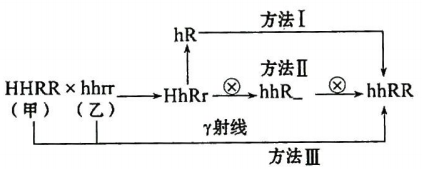 方法Ⅰ
hR
方法Ⅱ
HHRR × hhrr → HhRr ⊗ hhR_ ⊗ hhRR
(甲) (乙)
γ射线
方法Ⅲ